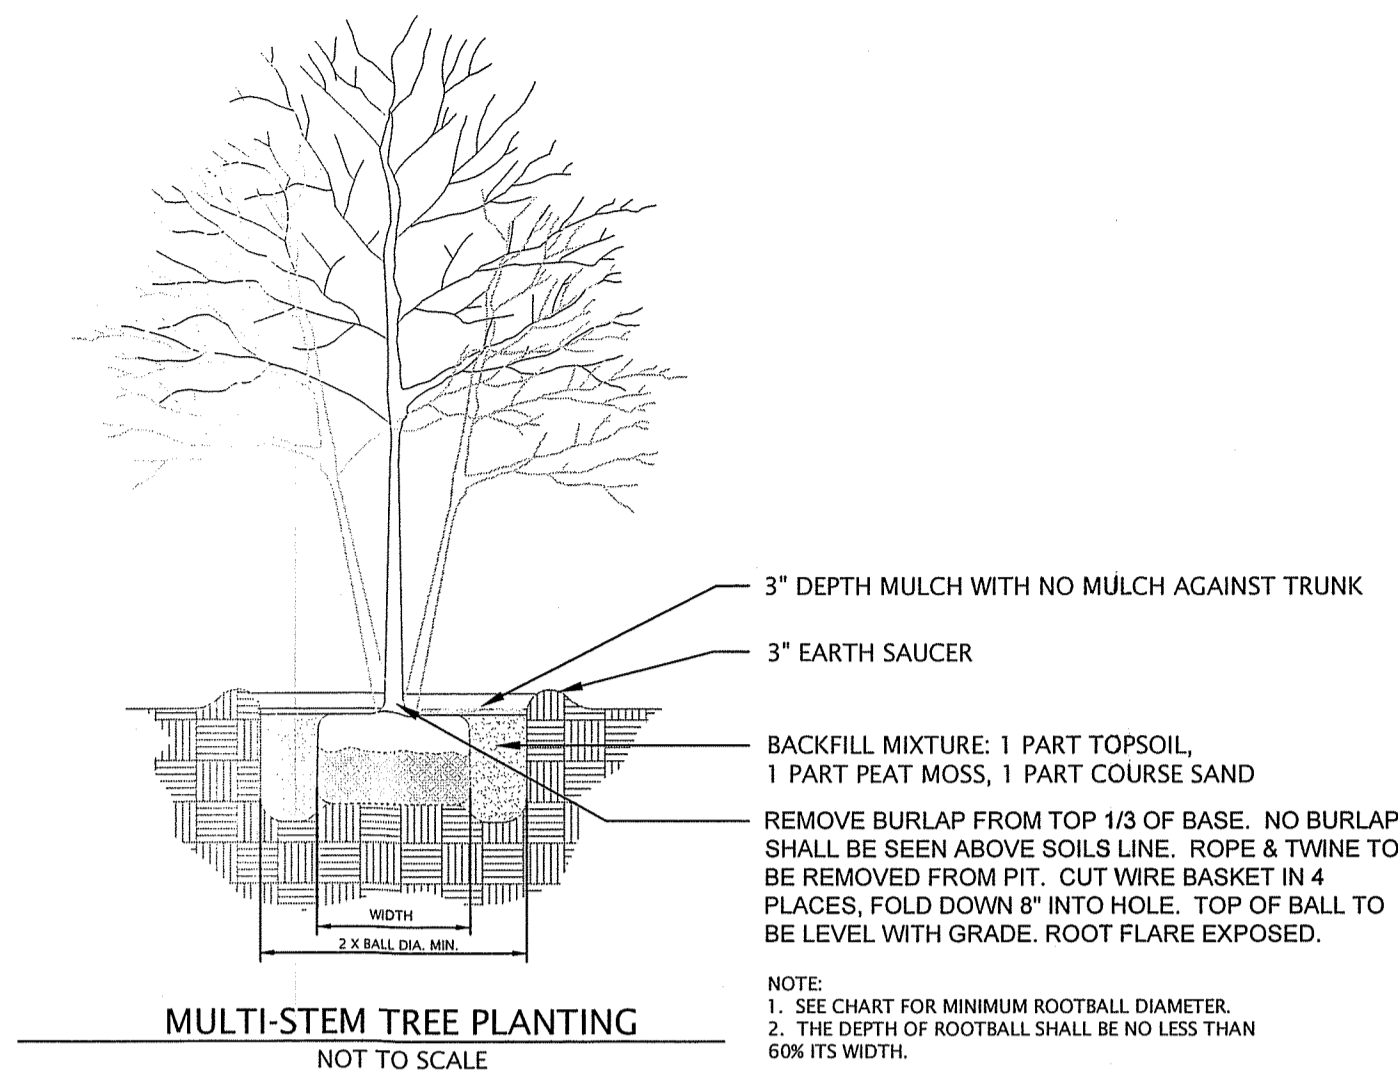 3" DEPTH MULCH WITH NO MULCH AGAINST TRUNK
3" EARTH SAUCER
BACKFILL MIXTURE: 1 PART TOPSOIL,
1 PART PEAT MOSS, 1 PART COURSE SAND
REMOVE BURLAP FROM TOP 1/3 OF BASE. NO BURLAP
SHALL BE SEEN ABOVE SOILS LINE. ROPE & TWINE TO
BE REMOVED FROM PIT. CUT WIRE BASKET IN 4
PLACES, FOLD DOWN 8" INTO HOLE. TOP OF BALL TO
BE LEVEL WITH GRADE. ROOT FLARE EXPOSED.
WIDTH
2 X BALL DIA. MIN.
NOTE:
1. SEE CHART FOR MINIMUM ROOTBALL DIAMETER.
2. THE DEPTH OF ROOTBALL SHALL BE NO LESS THAN
60% ITS WIDTH.
MULTI-STEM TREE PLANTING
NOT TO SCALE